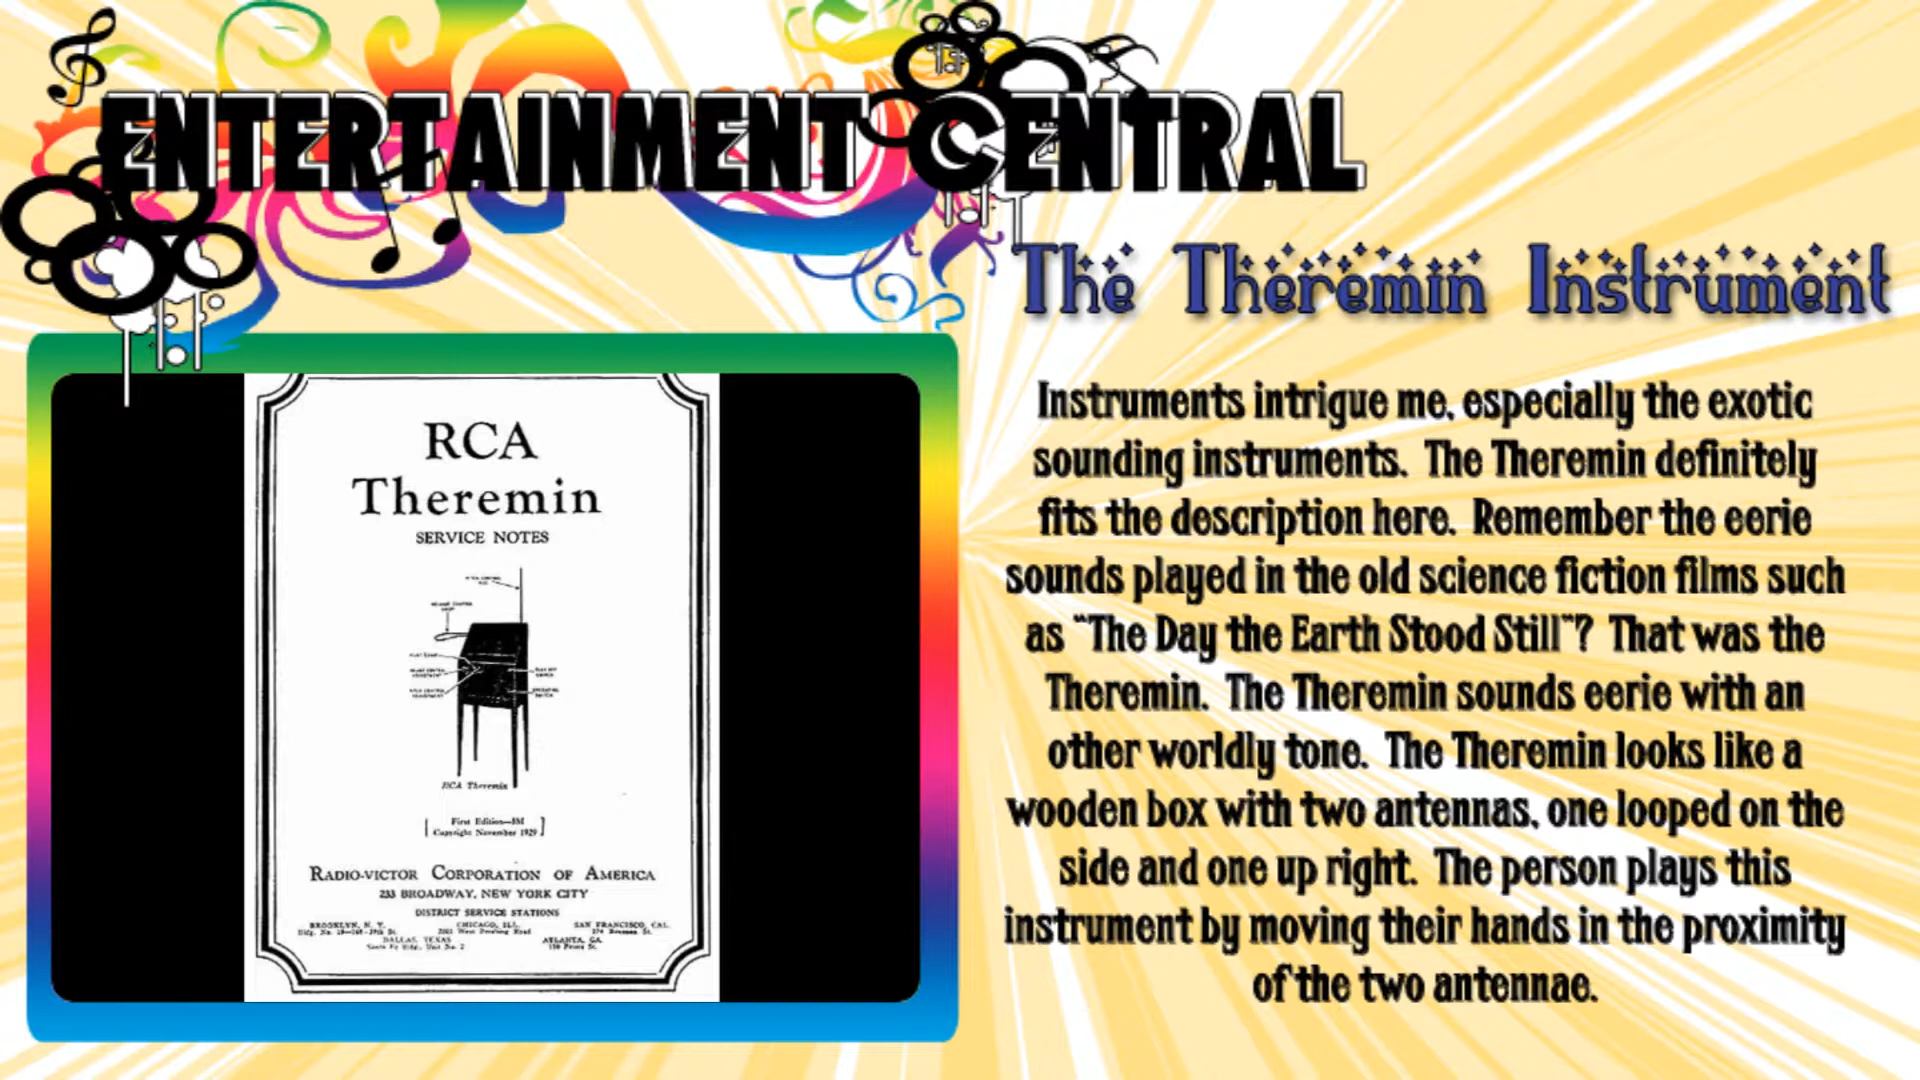 ENTERTAINMENT CENTRAL
The Theremin Instrument
RCA
Theremin
SERVICE NOTES
RCA Theremin
First Edition—5M
Copyright November 1929
RADIO-VICTOR CORPORATION OF AMERICA
233 BROADWAY, NEW YORK CITY
DISTRICT SERVICE STATIONS
BROOKLYN, N. Y. CHICAGO, ILL. SAN FRANCISCO, CAL.
DALLAS, TEXAS ATLANTA, GA.
Instruments intrigue me, especially the exotic
sounding instruments. The Theremin definitely
fits the description here. Remember the eerie
sounds played in the old science fiction films such
as "The Day the Earth Stood Still"? That was the
Theremin. The Theremin sounds eerie with an
other worldly tone. The Theremin looks like a
wooden box with two antennas, one looped on the
side and one up right. The person plays this
instrument by moving their hands in the proximity
of the two antennae.